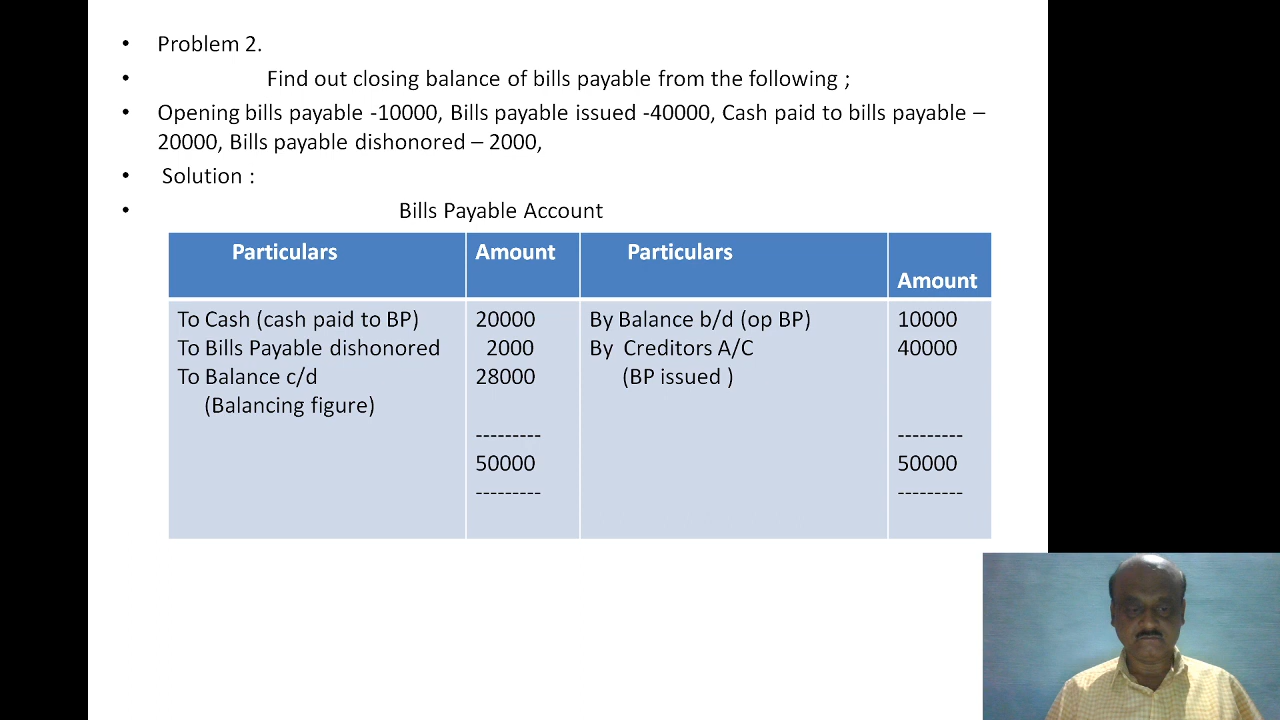 • Problem 2.
• Find out closing balance of bills payable from the following ;
• Opening bills payable -10000, Bills payable issued -40000, Cash paid to bills payable –
20000, Bills payable dishonored – 2000,
• Solution :
• Bills Payable Account
Particulars Amount Particulars Amount
To Cash (cash paid to BP) 20000 By Balance b/d (op BP) 10000
To Bills Payable dishonored 2000 By Creditors A/C 40000
To Balance c/d 28000 (BP issued )
(Balancing figure)
--------- ---------
50000 50000
--------- ---------